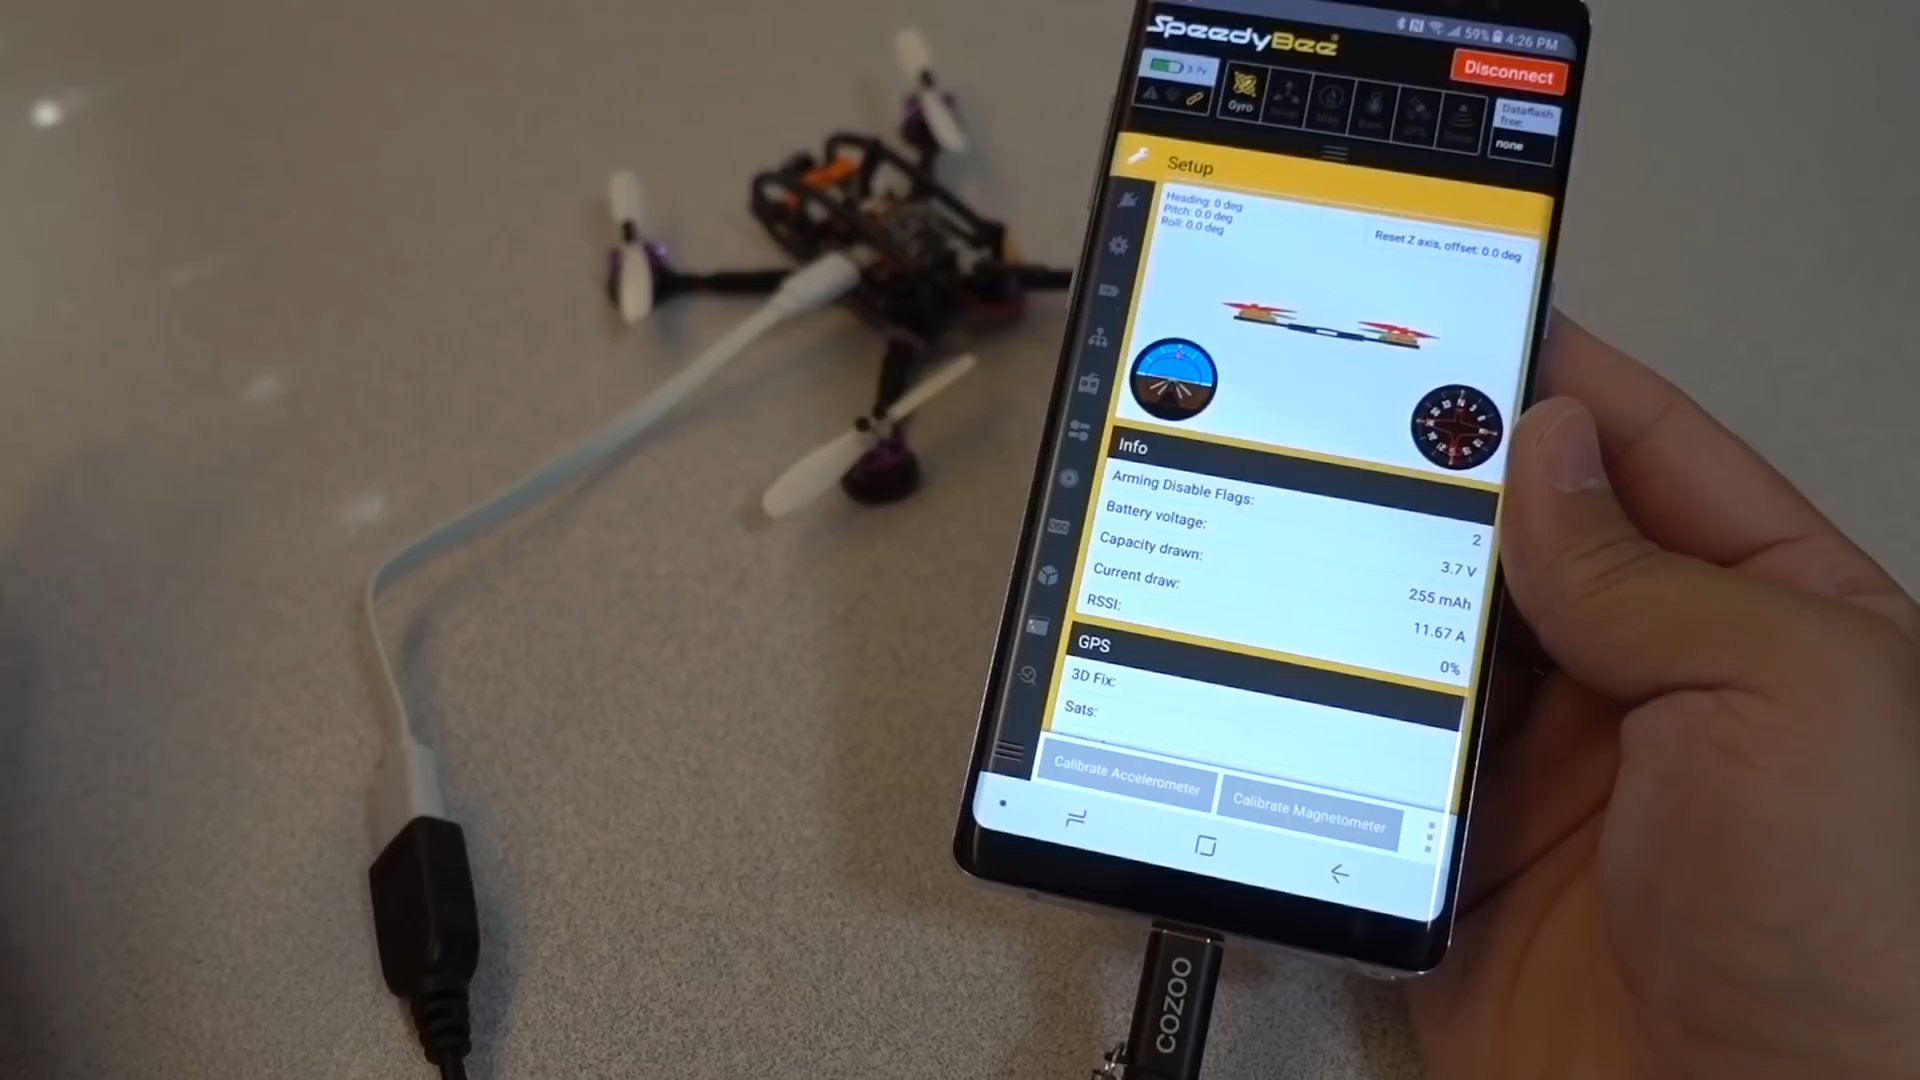 SpeedyBee
59% 4:26 PM
Disconnect
3.7v
Gyro
Dataflash
free:
none
Setup
Heading: 0 deg
Pitch: 0.0 deg
Roll: 0.0 deg
Reset Z axis, offset: 0.0 deg
Info
Arming Disable Flags:
2
Battery voltage:
3.7 V
Capacity drawn:
255 mAh
Current draw:
11.67 A
RSSI:
0%
GPS
3D Fix:
Sats:
Calibrate Accelerometer
Calibrate Magnetometer
COZOO